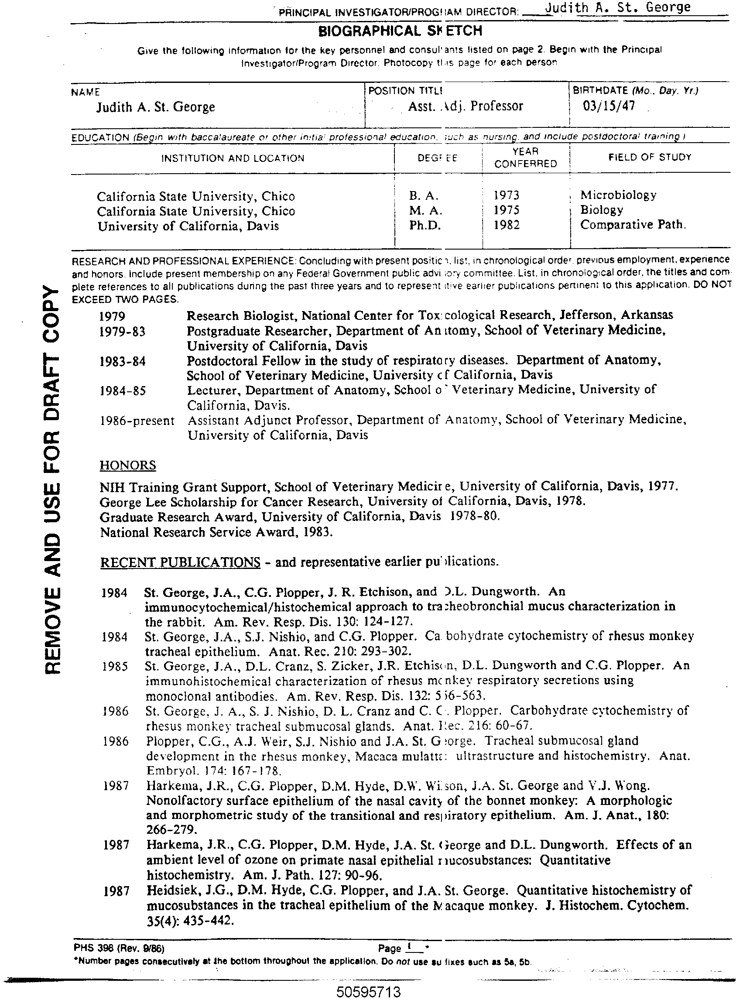 PRINCIPAL INVESTIGATOR/PROGRAM DIRECTOR: Judith A. St. George
BIOGRAPHICAL SKETCH
Give the following information for the key personnel and consultants listed on page 2. Begin with the Principal
Investigator/Program Director. Photocopy this page for each person
NAME
Judith A. St. George
POSITION TITLE
Asst. Adj. Professor
BIRTHDATE (Mo., Day, Yr.)
03/15/47
EDUCATION (Begin with baccalaureate or other initial professional education, such as nursing, and include postdoctoral training.)
INSTITUTION AND LOCATION DEGREE YEAR CONFERRED FIELD OF STUDY
California State University, Chico B. A. 1973 Microbiology
California State University, Chico M. A. 1975 Biology
University of California, Davis Ph.D. 1982 Comparative Path.
RESEARCH AND PROFESSIONAL EXPERIENCE: Concluding with present position, list, in chronological order, previous employment, experience
and honors. Include present membership on any Federal Government public advisory committee. List, in chronological order, the titles and com-
plete references to all publications during the past three years and to representative earlier publications pertinent to this application. DO NOT
EXCEED TWO PAGES.
1979 Research Biologist, National Center for Toxicological Research, Jefferson, Arkansas
1979-83 Postgraduate Researcher, Department of Anatomy, School of Veterinary Medicine,
University of California, Davis
1983-84 Postdoctoral Fellow in the study of respiratory diseases. Department of Anatomy,
School of Veterinary Medicine, University of California, Davis
1984-85 Lecturer, Department of Anatomy, School of Veterinary Medicine, University of
California, Davis.
1986-present Assistant Adjunct Professor, Department of Anatomy, School of Veterinary Medicine,
University of California, Davis
HONORS
NIH Training Grant Support, School of Veterinary Medicine, University of California, Davis, 1977.
George Lee Scholarship for Cancer Research, University of California, Davis, 1978.
Graduate Research Award, University of California, Davis 1978-80.
National Research Service Award, 1983.
RECENT PUBLICATIONS - and representative earlier publications.
1984 St. George, J.A., C.G. Plopper, J. R. Etchison, and D.L. Dungworth. An
immunocytochemical/histochemical approach to tracheobronchial mucus characterization in
the rabbit. Am. Rev. Resp. Dis. 130: 124-127.
1984 St. George, J.A., S.J. Nishio, and C.G. Plopper. Carbohydrate cytochemistry of rhesus monkey
tracheal epithelium. Anat. Rec. 210: 293-302.
1985 St. George, J.A., D.L. Cranz, S. Zicker, J.R. Etchison, D.L. Dungworth and C.G. Plopper. An
immunohistochemical characterization of rhesus monkey respiratory secretions using
monoclonal antibodies. Am. Rev. Resp. Dis. 132: 556-563.
1986 St. George, J. A., S. J. Nishio, D. L. Cranz and C. G. Plopper. Carbohydrate cytochemistry of
rhesus monkey tracheal submucosal glands. Anat. Rec. 216: 60-67.
1986 Plopper, C.G., A.J. Weir, S.J. Nishio and J.A. St. George. Tracheal submucosal gland
development in the rhesus monkey, Macaca mulatta: ultrastructure and histochemistry. Anat.
Embryol. 174: 167-178.
1987 Harkema, J.R., C.G. Plopper, D.M. Hyde, D.W. Wilson, J.A. St. George and V.J. Wong.
Nonolfactory surface epithelium of the nasal cavity of the bonnet monkey: A morphologic
and morphometric study of the transitional and respiratory epithelium. Am. J. Anat., 180:
266-279.
1987 Harkema, J.R., C.G. Plopper, D.M. Hyde, J.A. St. George and D.L. Dungworth. Effects of an
ambient level of ozone on primate nasal epithelial mucosubstances: Quantitative
histochemistry. Am. J. Path. 127: 90-96.
1987 Heidsiek, J.G., D.M. Hyde, C.G. Plopper, and J.A. St. George. Quantitative histochemistry of
mucosubstances in the tracheal epithelium of the Macaque monkey. J. Histochem. Cytochem.
35(4): 435-442.
REMOVE AND USE FOR DRAFT COPY
PHS 398 (Rev. 9/86) Page 1 *
*Number pages consecutively at the bottom throughout the application. Do not use suffixes such as 5a, 5b.
50595713